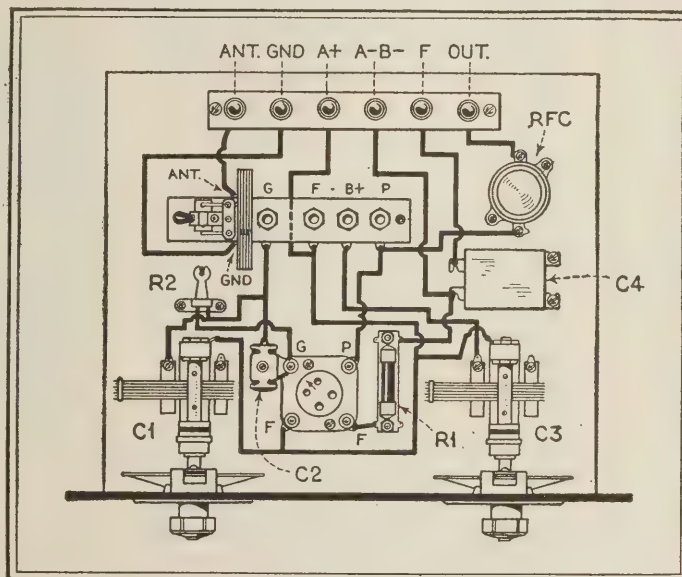 ANT. GND A+ A-B- F OUT.
RFC
ANT.
G F - B+ P
GND
R2
C4
G P
C1
F F
R1
C3
C2